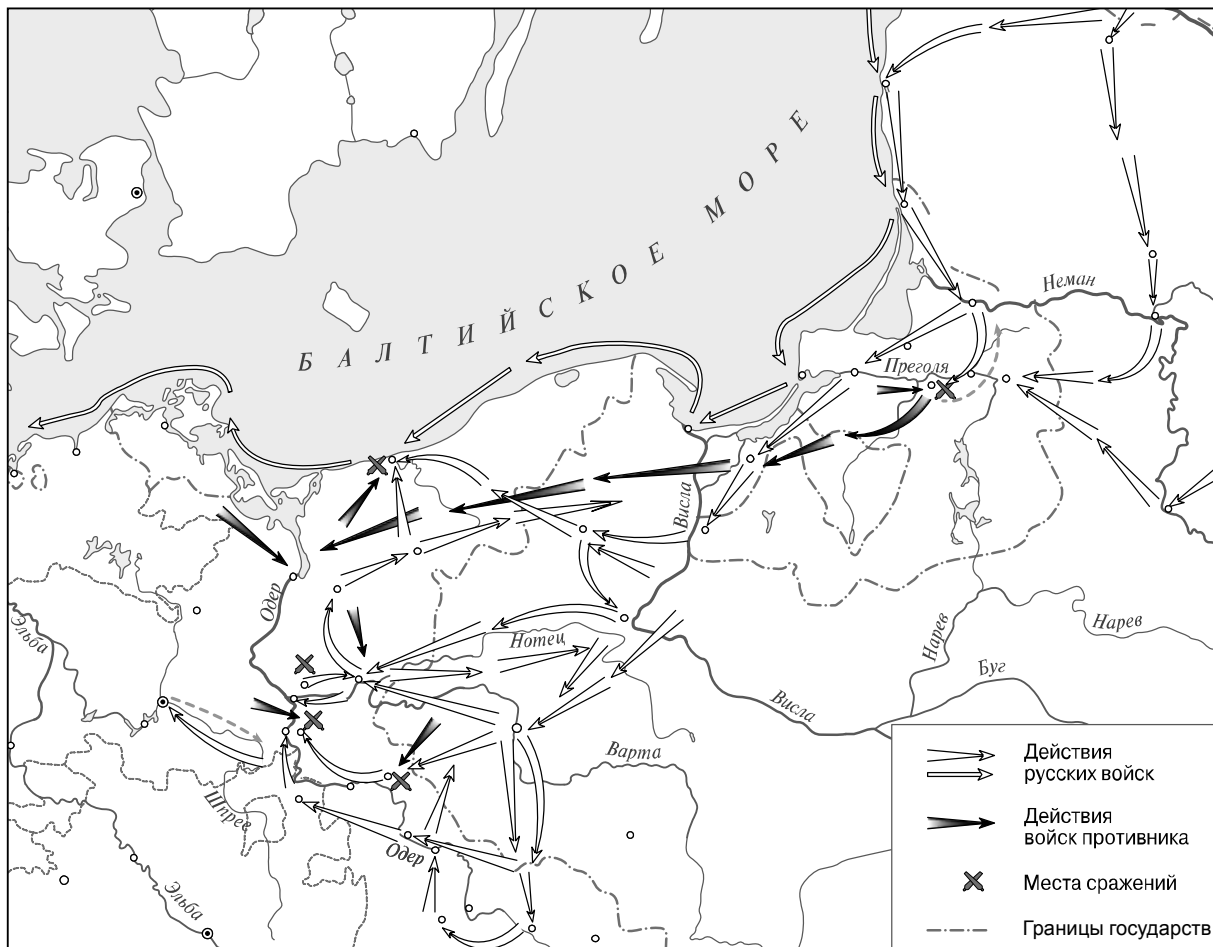 БАЛТИЙСКОЕ МОРЕ
Неман
Преголя
Висла
Одер
Эльба
Нотец
Нарев
Нарев
Буг
Висла
Варта
Шпрее
Одер
Эльба
Действия
русских войск
Действия
войск противника
Места сражений
Границы государств